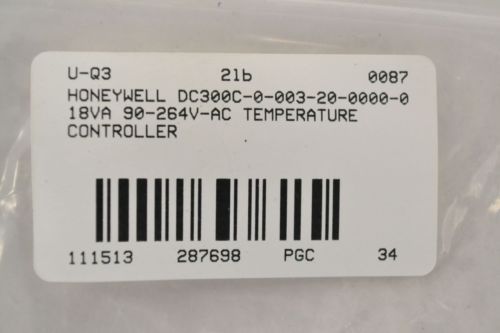 U-Q3 2lb 0087
HONEYWELL DC300C-0-003-20-0000-0
18VA 90-264V-AC TEMPERATURE
CONTROLLER
111513 287698 PGC 34